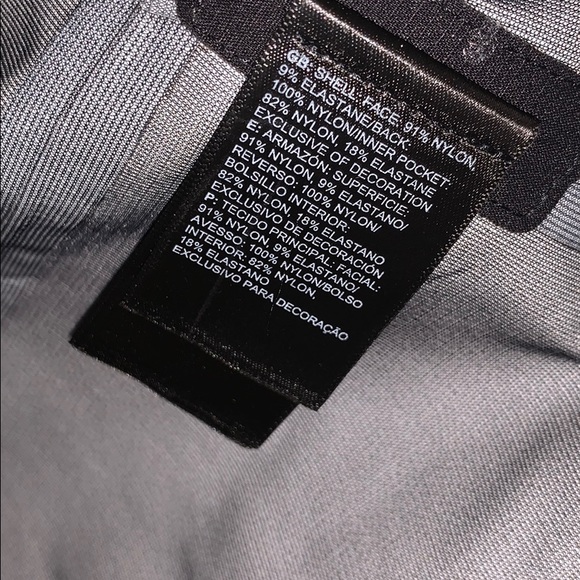 GB: SHELL: FACE: 91% NYLON
9% ELASTANE/BACK:
100% NYLON/INNER POCKET:
82% NYLON, 18% ELASTANE
EXCLUSIVE OF DECORATION
E: ARMAZÓN: SUPERFICIE:
91% NYLON, 9% ELASTANO/
REVERSO: 100% NYLON/
BOLSILLO INTERIOR:
82% NYLON, 18% ELASTANO
EXCLUSIVO DE DECORACIÓN
P: TECIDO PRINCIPAL: FACIAL:
91% NYLON, 9% ELASTANO/
AVESSO: 100% NYLON/BOLSO
INTERIOR: 82% NYLON,
18% ELASTANO
EXCLUSIVO PARA DECORAÇÃO